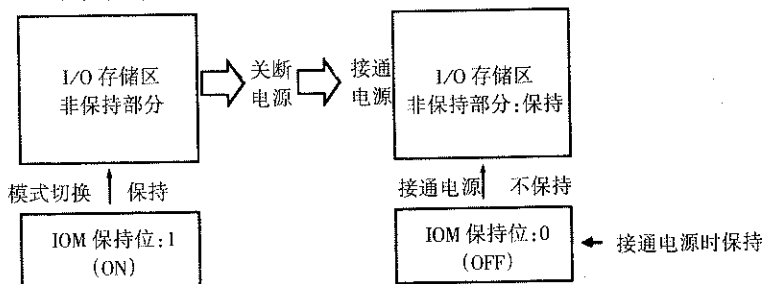 I/O 存储区
非保持部分
关断
电源
接通
电源
I/O 存储区
非保持部分:保持
模式切换 保持
接通电源 不保持
IOM 保持位:1
(ON)
IOM 保持位:0
(OFF)
接通电源时保持